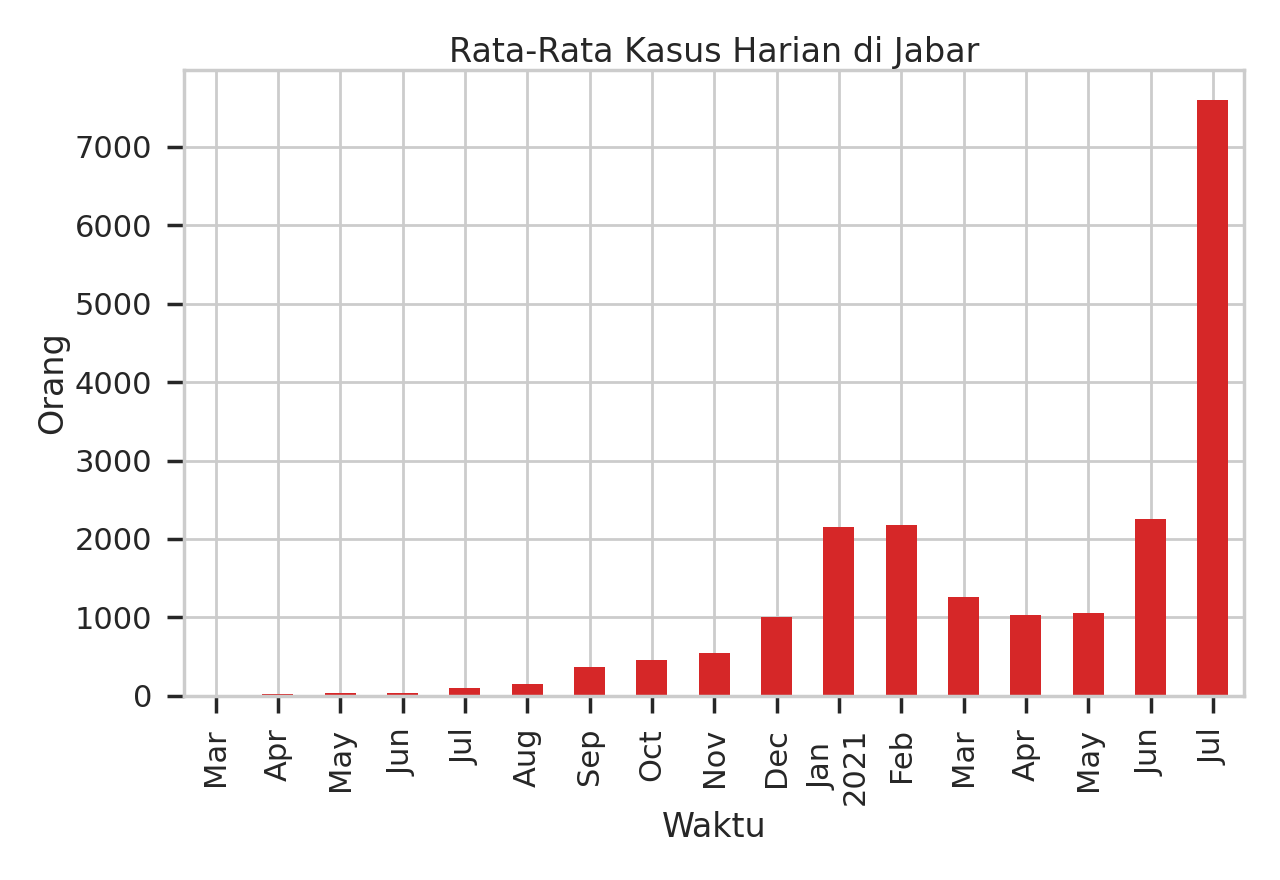 Rata-Rata Kasus Harian di Jabar
Orang
7000
6000
5000
4000
3000
2000
1000
0
Mar
Apr
May
Jun
Jul
Aug
Sep
Oct
Nov
Dec
Jan
2021
Feb
Mar
Apr
May
Jun
Jul
Waktu